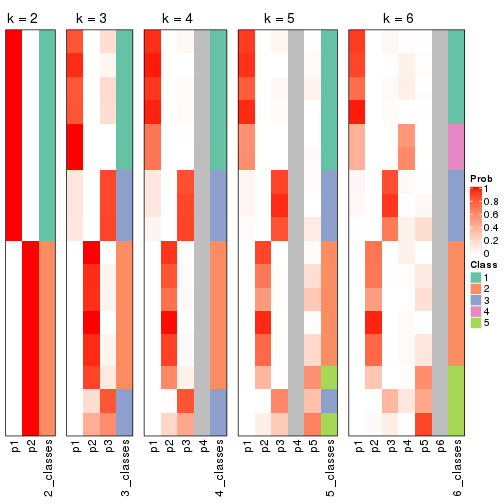 k = 2
k = 3
k = 4
k = 5
k = 6
Prob
1
0.8
0.6
0.4
0.2
0
Class
1
2
3
4
5
p1
p2
2_classes
p1
p2
p3
3_classes
p1
p2
p3
p4
4_classes
p1
p2
p3
p4
p5
5_classes
p1
p2
p3
p4
p5
p6
6_classes